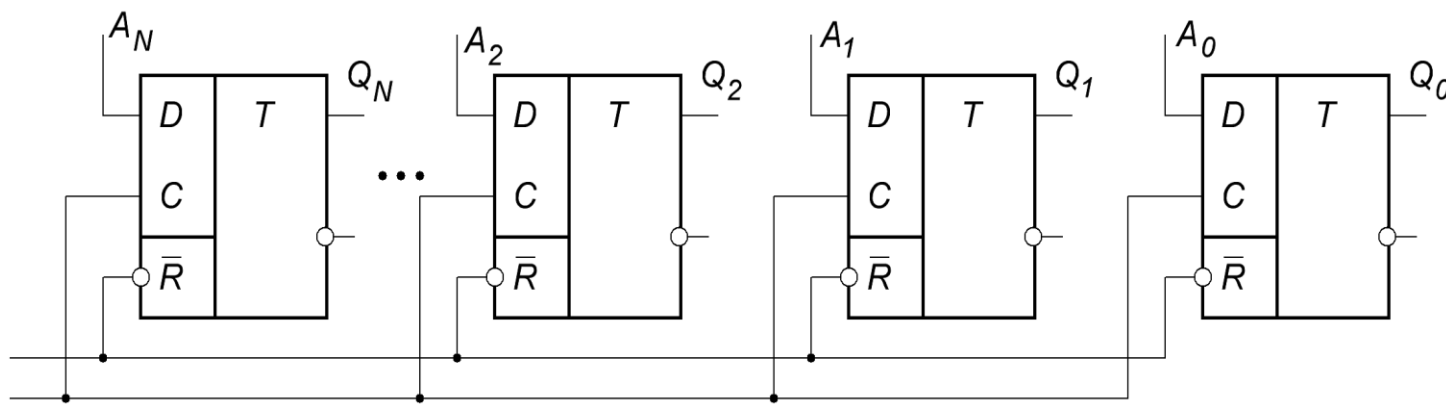 A_N A_2 A_1 A_0
Q_N Q_2 Q_1 Q_0
D T D T D T D T
...
C C C C
R̅ R̅ R̅ R̅